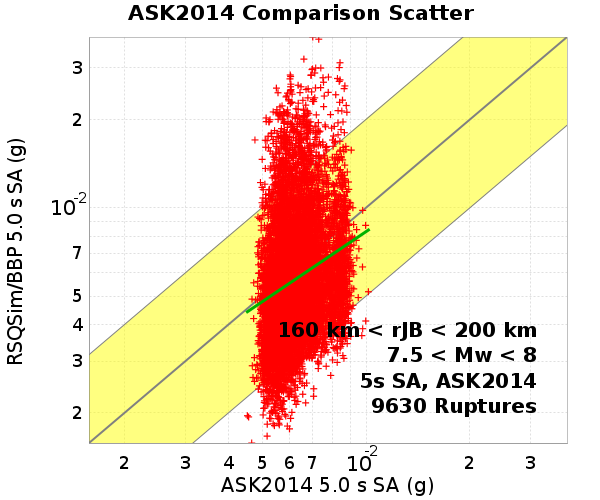 ASK2014 Comparison Scatter
RSQSim/BBP 5.0 s SA (g)
3
2
10-2
7
5
4
3
2
160 km < rJB < 200 km
7.5 < Mw < 8
5s SA, ASK2014
9630 Ruptures
2 3 4 5 6 7 10-2 2 3
ASK2014 5.0 s SA (g)